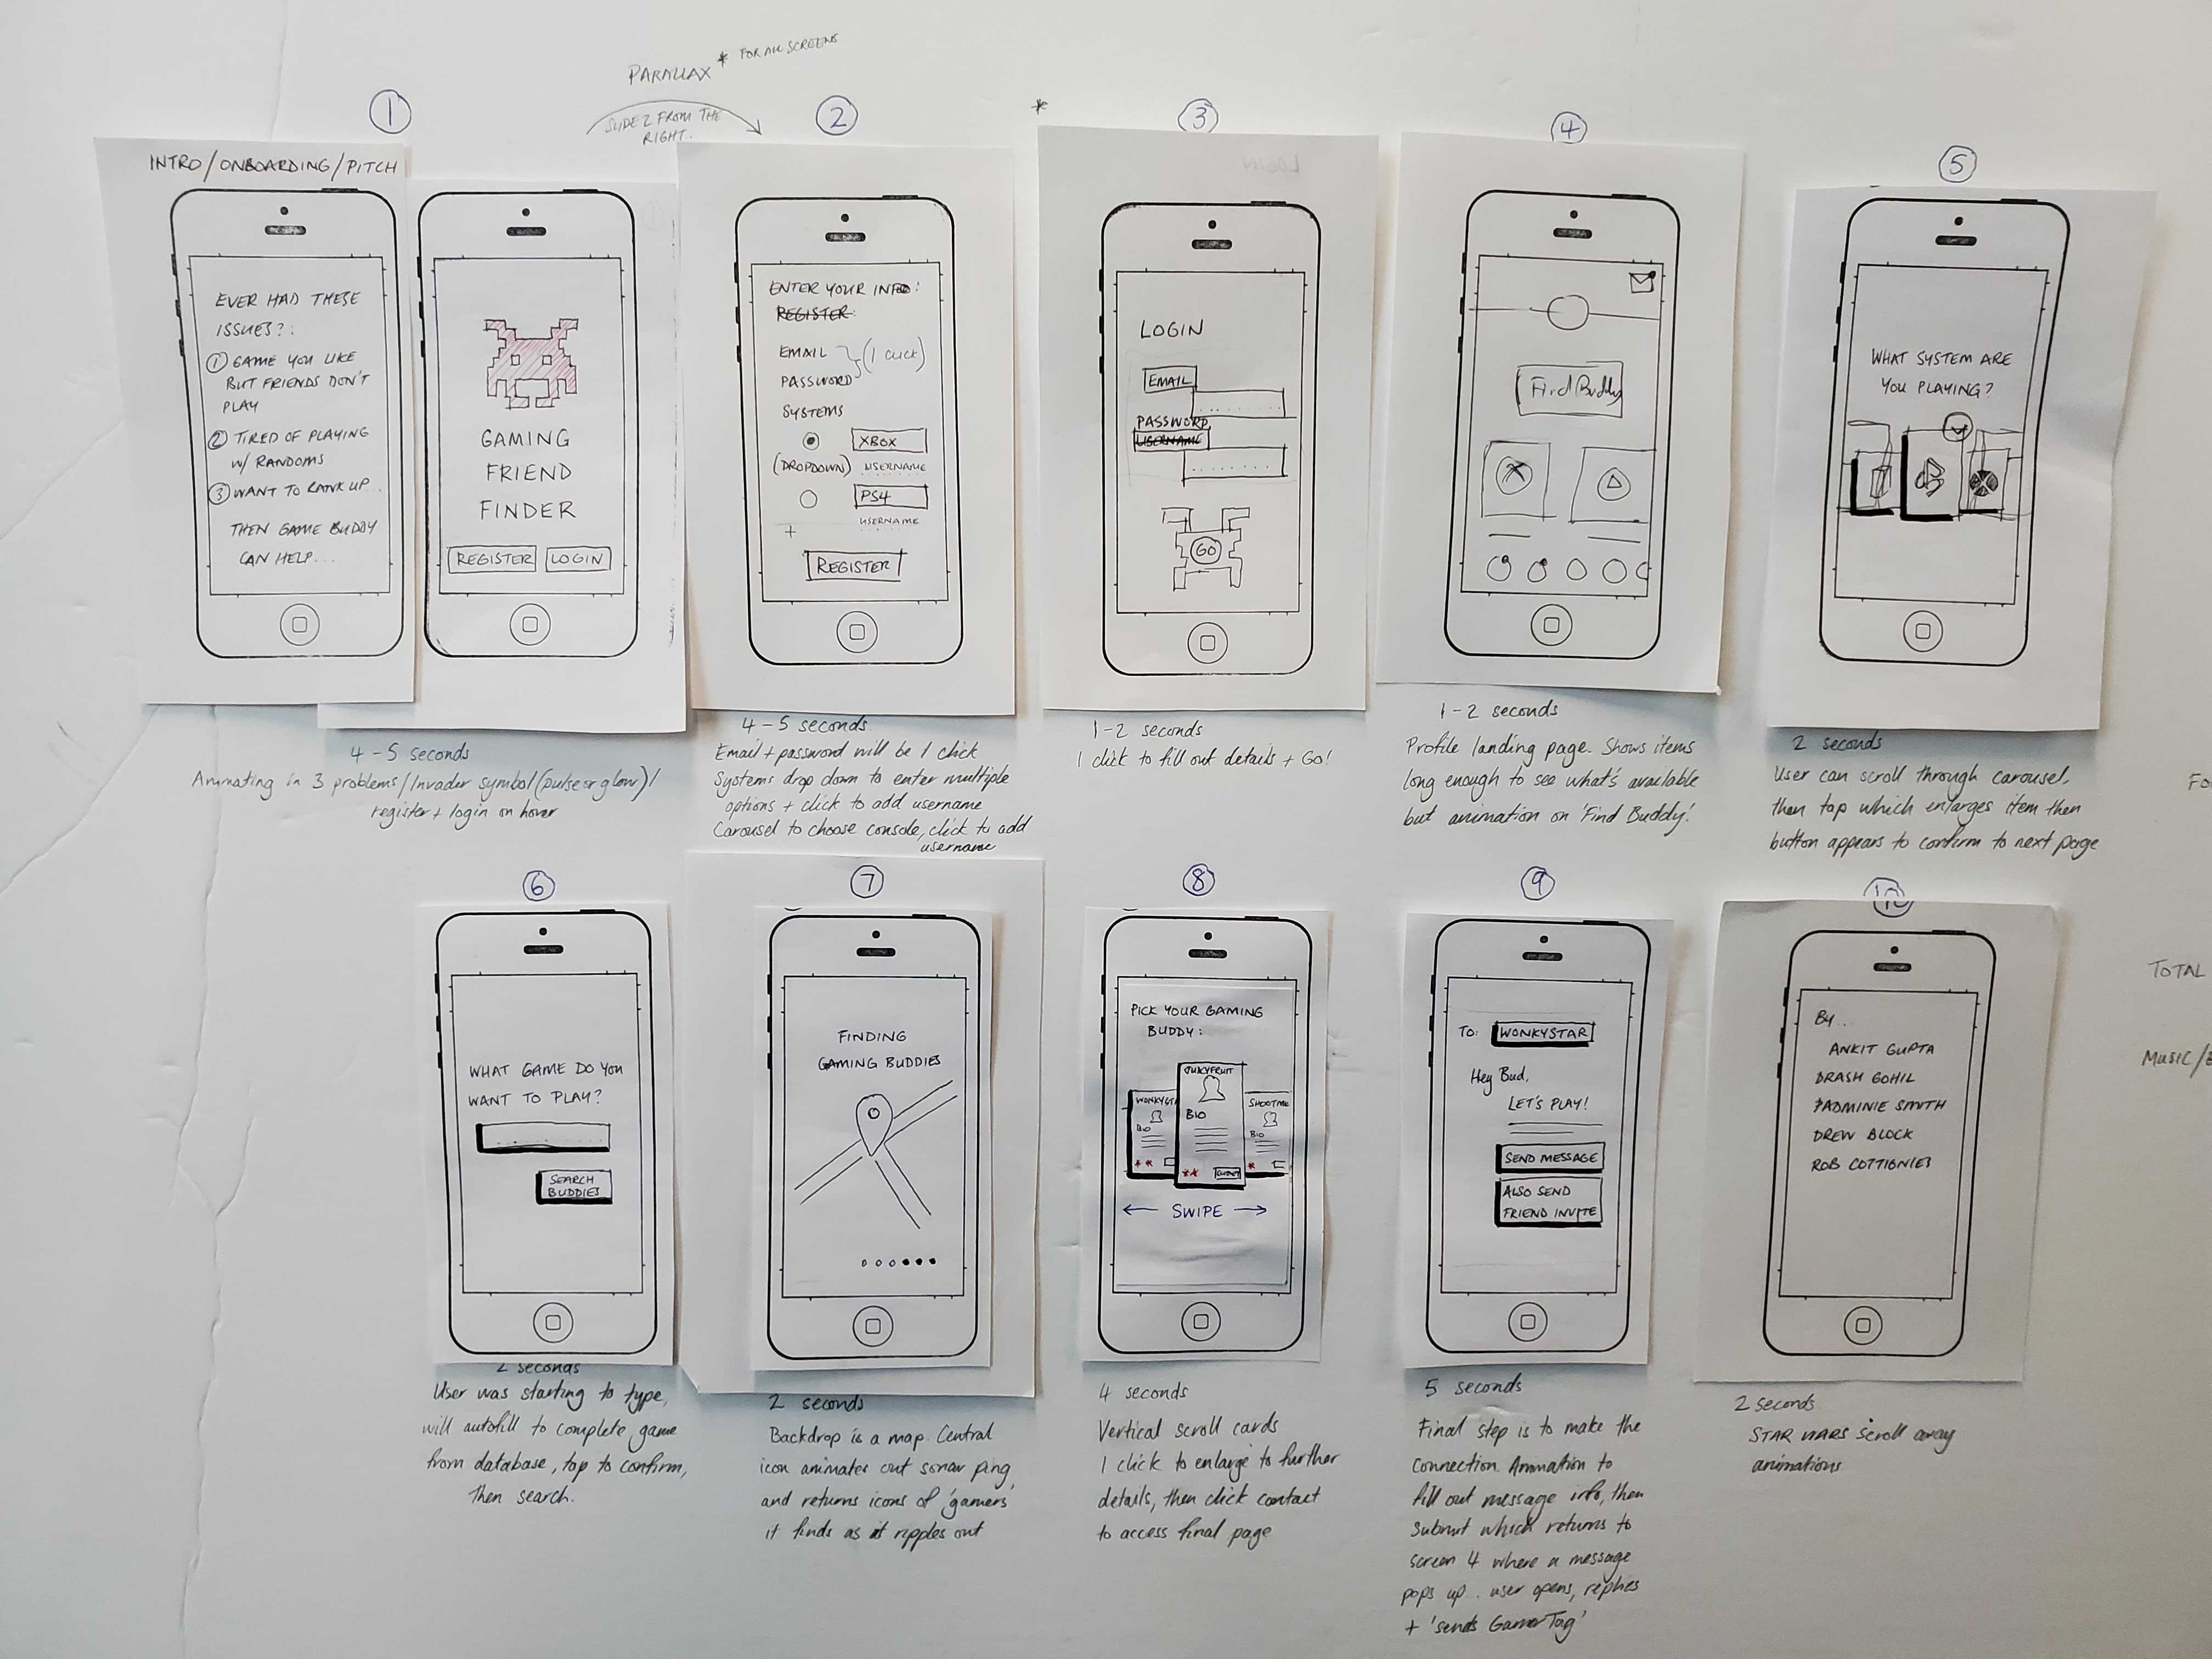 PARALLAX * FOR ALL SCREENS
SLIDE 2 FROM THE
RIGHT..
1
INTRO/ONBOARDING/PITCH
EVER HAD THESE
ISSUES?:
1 GAME YOU LIKE
BUT FRIENDS DON'T
PLAY
2 TIRED OF PLAYING
W/ RANDOMS
3 WANT TO RANK UP...
THEN GAME BUDDY
CAN HELP...
GAMING
FRIEND
FINDER
REGISTER LOGIN
4-5 seconds
Animating in 3 problems/Invader symbol (pulse or glow)/
register + login on hover
2
ENTER YOUR INFO:
REGISTER:
EMAIL (1 CLICK)
PASSWORD
SYSTEMS
XBOX
(DROPDOWN) USERNAME
PS4
USERNAME
+
REGISTER
4-5 seconds
Email + password will be 1 click
Systems drop down to enter multiple
options + click to add username
Carousel to choose console, click to add
username
*
3
LOGIN
LOGIN
EMAIL
PASSWORD
USERNAME
GO
1-2 seconds
1 click to fill out details + Go!
4
Find Buddy
1-2 seconds
Profile landing page. Shows items
long enough to see what's available
but animation on 'Find Buddy'.
5
WHAT SYSTEM ARE
YOU PLAYING?
2 seconds
User can scroll through carousel,
then tap which enlarges item then
button appears to confirm to next page
FO
6
WHAT GAME DO YOU
WANT TO PLAY?
SEARCH
BUDDIES
2 seconds
User was starting to type,
will autofill to complete game
from database, tap to confirm,
then search.
7
FINDING
GAMING BUDDIES
2 seconds
Backdrop is a map. Central
icon animates out sonar ping,
and returns icons of 'gamers'
it finds as it ripples out
8
PICK YOUR GAMING
BUDDY:
JUICYFRUIT
BIO
WONKYST
BIO
SHOOTME
BIO
CONTACT
← SWIPE →
4 seconds
Vertical scroll cards
1 click to enlarge to further
details, then click contact
to access final page
9
TO: WONKYSTAR
Hey Bud,
LET'S PLAY!
SEND MESSAGE
ALSO SEND
FRIEND INVITE
5 seconds
Final step is to make the
connection. Animation to
fill out message info, then
submit which returns to
screen 4 where a message
pops up.. user opens, replies
+ 'sends GamerTag'
BY...
ANKIT GUPTA
DRASH GOHIL
PADMINIE SMITH
DREW BLOCK
ROB COTTIGNIES
2 seconds
STAR WARS scroll away
animations
TOTAL
MUSIC/